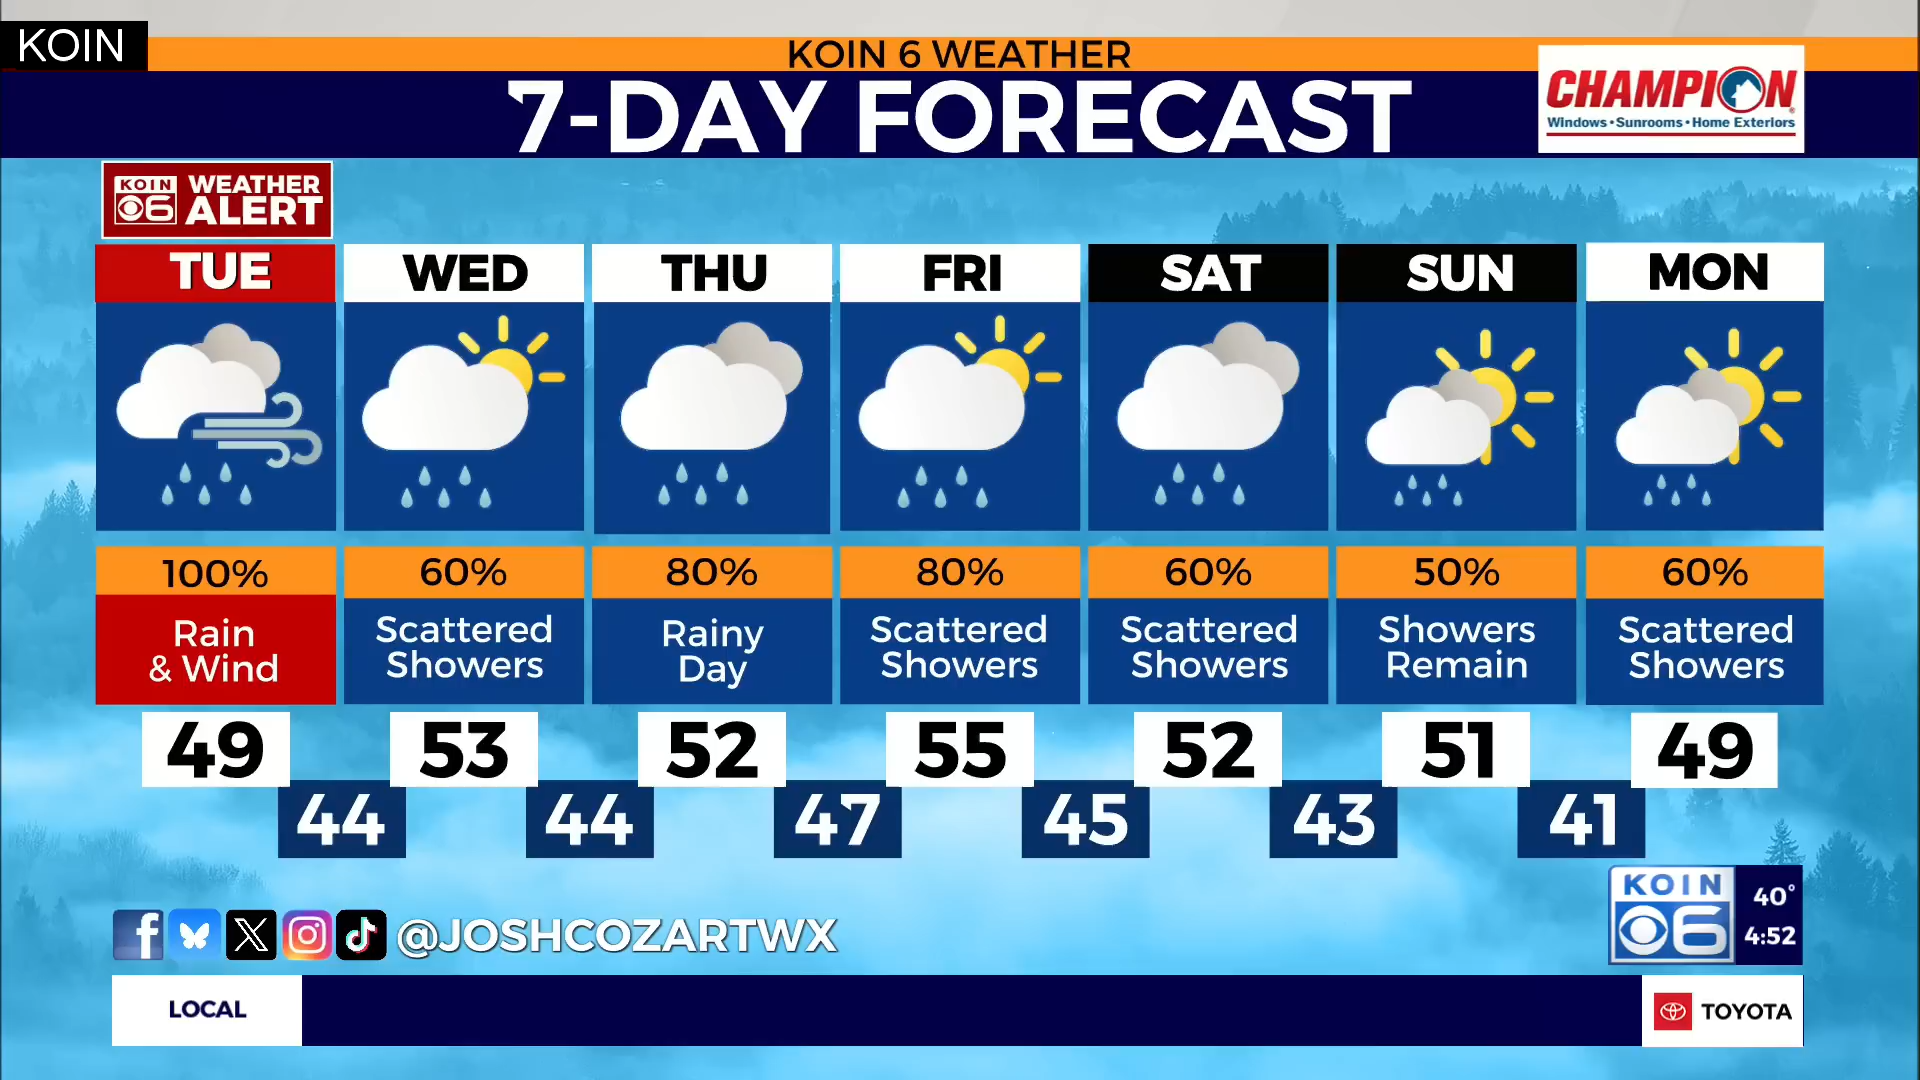 KOIN
KOIN 6 WEATHER
7-DAY FORECAST
CHAMPION
Windows • Sunrooms • Home Exteriors
KOIN 6 WEATHER ALERT
TUE WED THU FRI SAT SUN MON
100% 60% 80% 80% 60% 50% 60%
Rain Scattered Rainy Scattered Scattered Showers Scattered
& Wind Showers Day Showers Showers Remain Showers
49 53 52 55 52 51 49
44 44 47 45 43 41
@JOSHCOZARTWX
KOIN 6
40°
4:52
LOCAL
TOYOTA